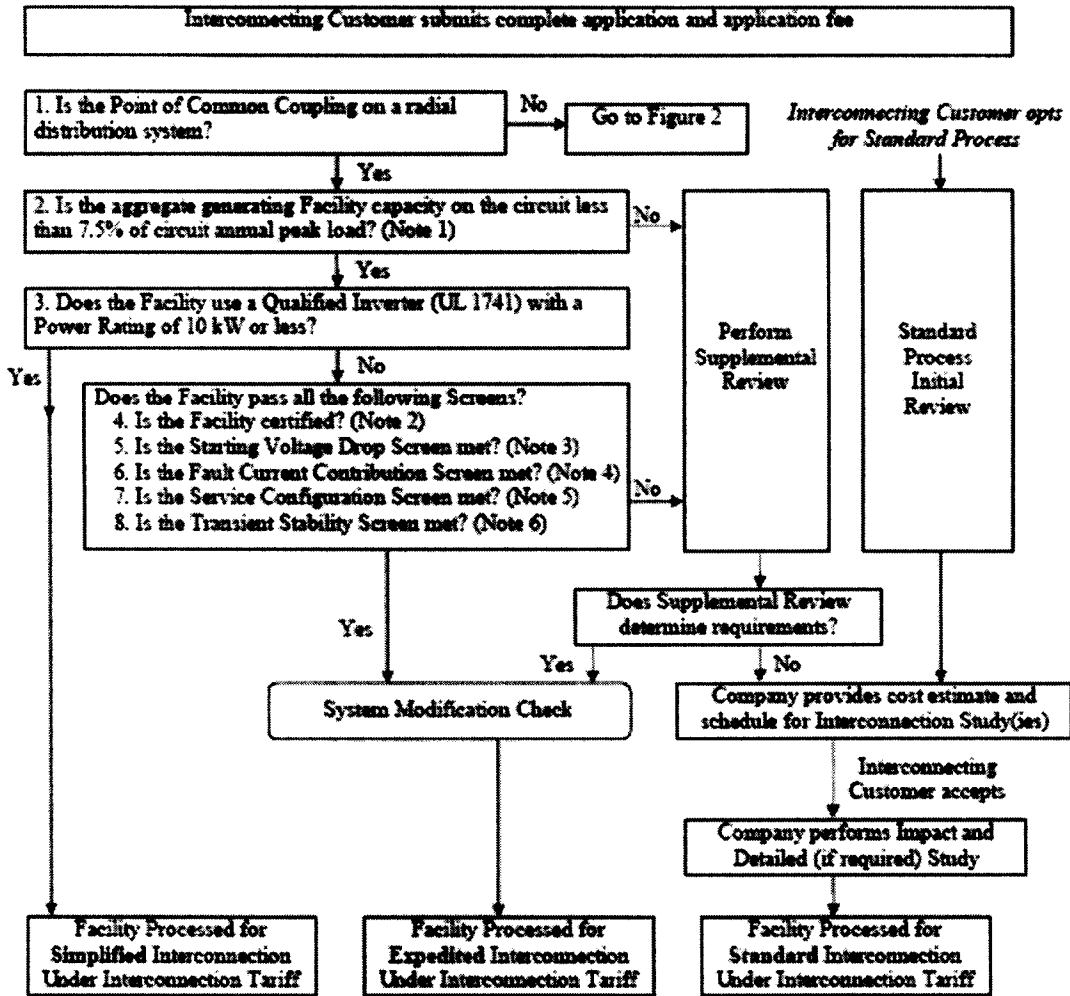 Interconnecting Customer submits complete application and application fee
1. Is the Point of Common Coupling on a radial
distribution system?
No
Go to Figure 2
Interconnecting Customer opts
for Standard Process
Yes
2. Is the aggregate generating Facility capacity on the circuit less
than 7.5% of circuit annual peak load? (Note 1)
No
Yes
3. Does the Facility use a Qualified Inverter (UL 1741) with a
Power Rating of 10 kW or less?
Yes
No
Perform
Supplemental
Review
Standard
Process
Initial
Review
Does the Facility pass all the following Screens?
4. Is the Facility certified? (Note 2)
5. Is the Starting Voltage Drop Screen met? (Note 3)
6. Is the Fault Current Contribution Screen met? (Note 4)
7. Is the Service Configuration Screen met? (Note 5)
8. Is the Transient Stability Screen met? (Note 6)
No
Does Supplemental Review
determine requirements?
Yes
Yes
No
System Modification Check
Company provides cost estimate and
schedule for Interconnection Study(ies)
Interconnecting
Customer accepts
Company performs Impact and
Detailed (if required) Study
Facility Processed for
Simplified Interconnection
Under Interconnection Tariff
Facility Processed for
Expedited Interconnection
Under Interconnection Tariff
Facility Processed for
Standard Interconnection
Under Interconnection Tariff